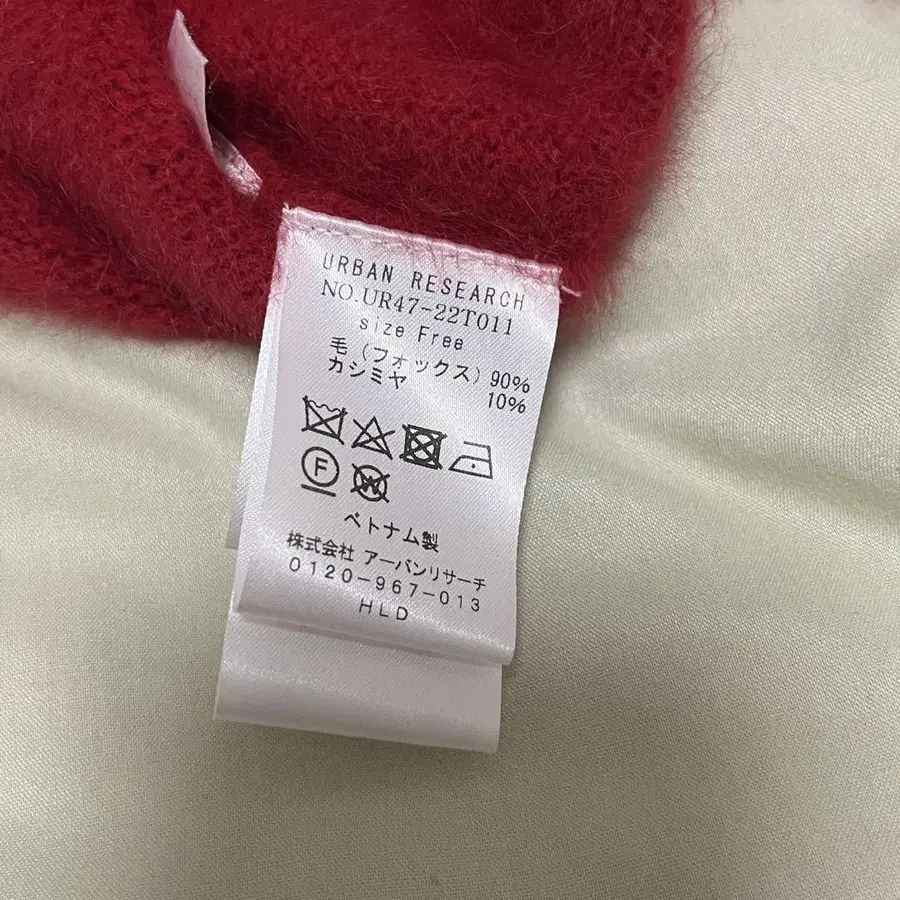 URBAN RESEARCH
NO.UR47-22T011
size Free
毛 (フォックス) 90%
カシミヤ 10%
F
W
ベトナム製
株式会社 アーバンリサーチ
0120-967-013
HLD